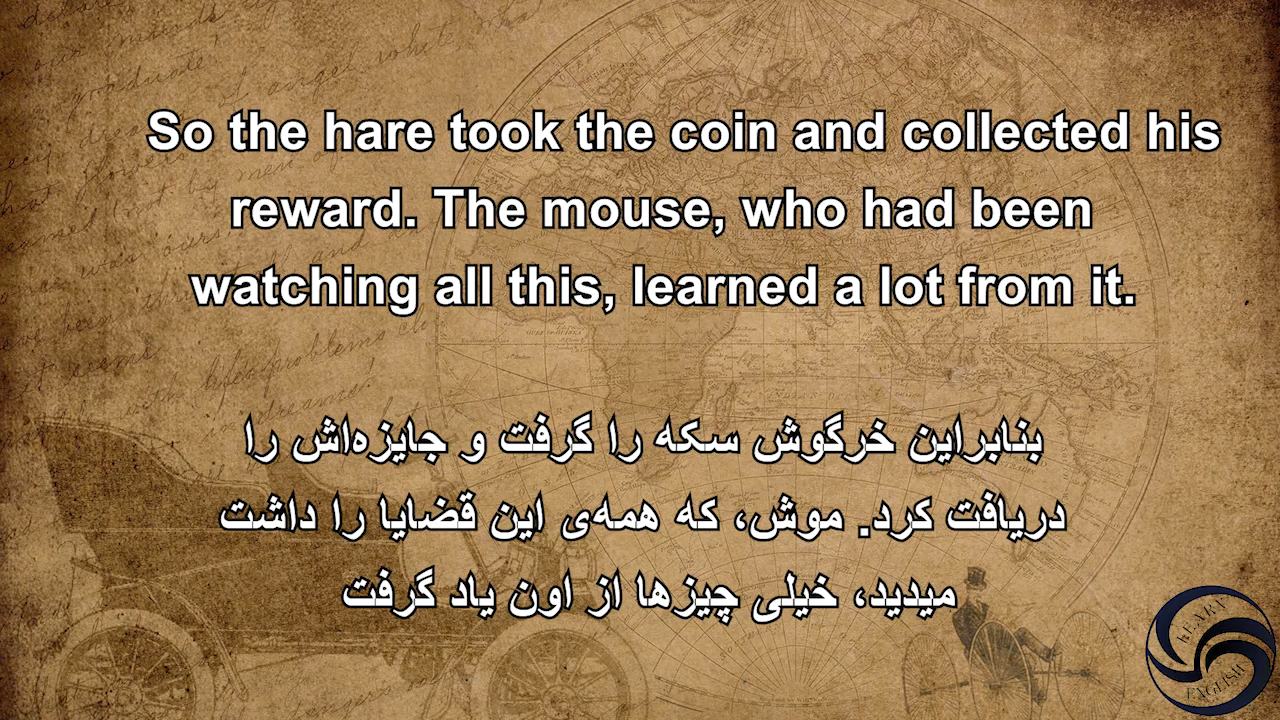 So the hare took the coin and collected his
reward. The mouse, who had been
watching all this, learned a lot from it.
بنابراین خرگوش سکه را گرفت و جایزه‌اش را
دریافت کرد. موش، که همه‌ی این قضایا را داشت
میدید، خیلی چیزها از اون یاد گرفت
LEARN
ENGLISH